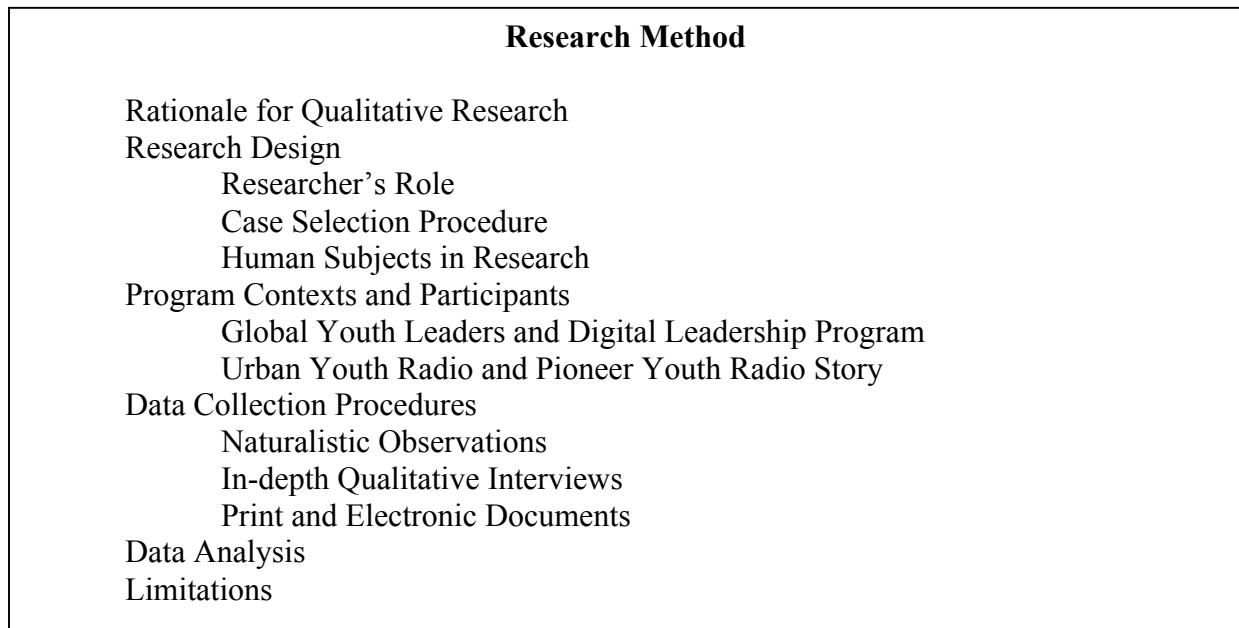 Research Method
Rationale for Qualitative Research
Research Design
Researcher’s Role
Case Selection Procedure
Human Subjects in Research
Program Contexts and Participants
Global Youth Leaders and Digital Leadership Program
Urban Youth Radio and Pioneer Youth Radio Story
Data Collection Procedures
Naturalistic Observations
In-depth Qualitative Interviews
Print and Electronic Documents
Data Analysis
Limitations